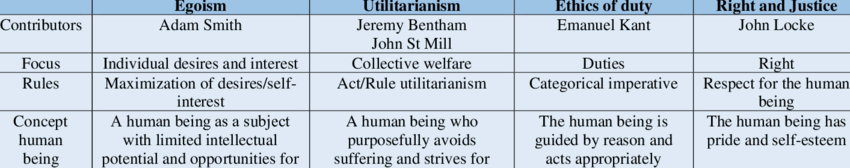 Egoism Utilitarianism Ethics of duty Right and Justice
Contributors Adam Smith Jeremy Bentham Emanuel Kant John Locke
John St Mill
Focus Individual desires and interest Collective welfare Duties Right
Rules Maximization of desires/self- Act/Rule utilitarianism Categorical imperative Respect for the human
interest being
Concept A human being as a subject A human being who The human being is The human being has
human with limited intellectual purposefully avoids guided by reason and pride and self-esteem
being potential and opportunities for suffering and strives for acts appropriately